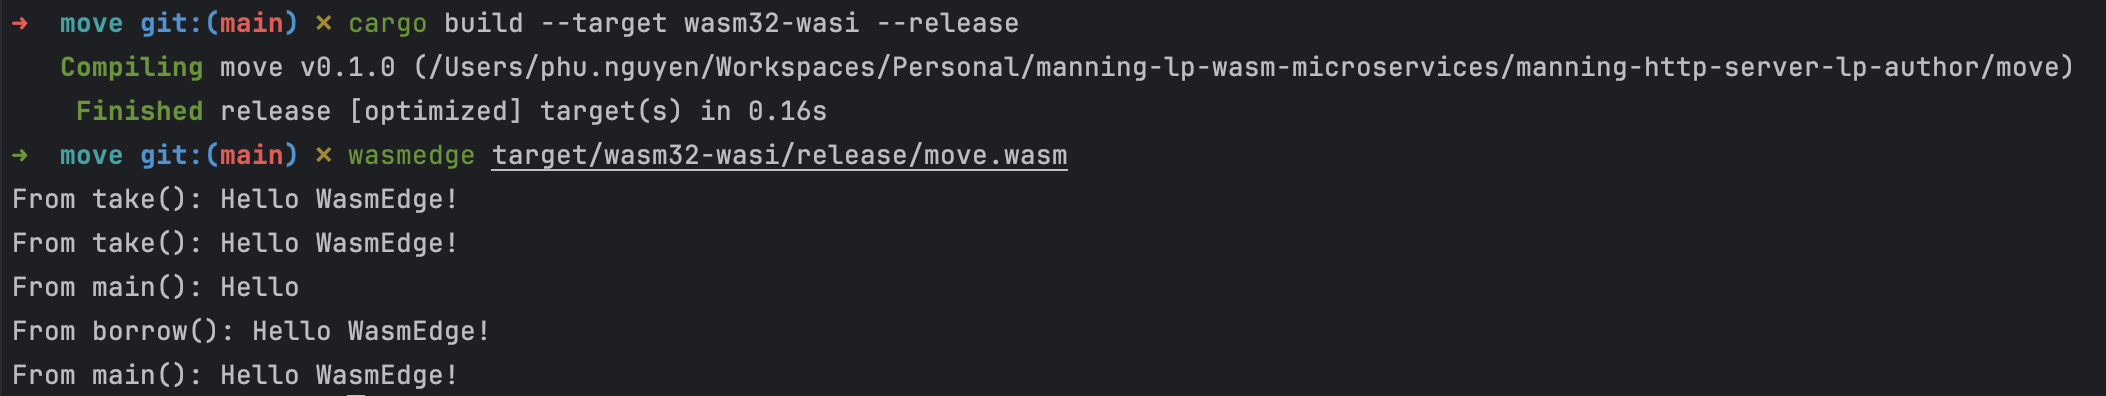 ➜  move git:(main) ✗ cargo build --target wasm32-wasi --release
   Compiling move v0.1.0 (/Users/phu.nguyen/Workspaces/Personal/manning-lp-wasm-microservices/manning-http-server-lp-author/move)
    Finished release [optimized] target(s) in 0.16s
➜  move git:(main) ✗ wasmedge target/wasm32-wasi/release/move.wasm
From take(): Hello WasmEdge!
From take(): Hello WasmEdge!
From main(): Hello
From borrow(): Hello WasmEdge!
From main(): Hello WasmEdge!